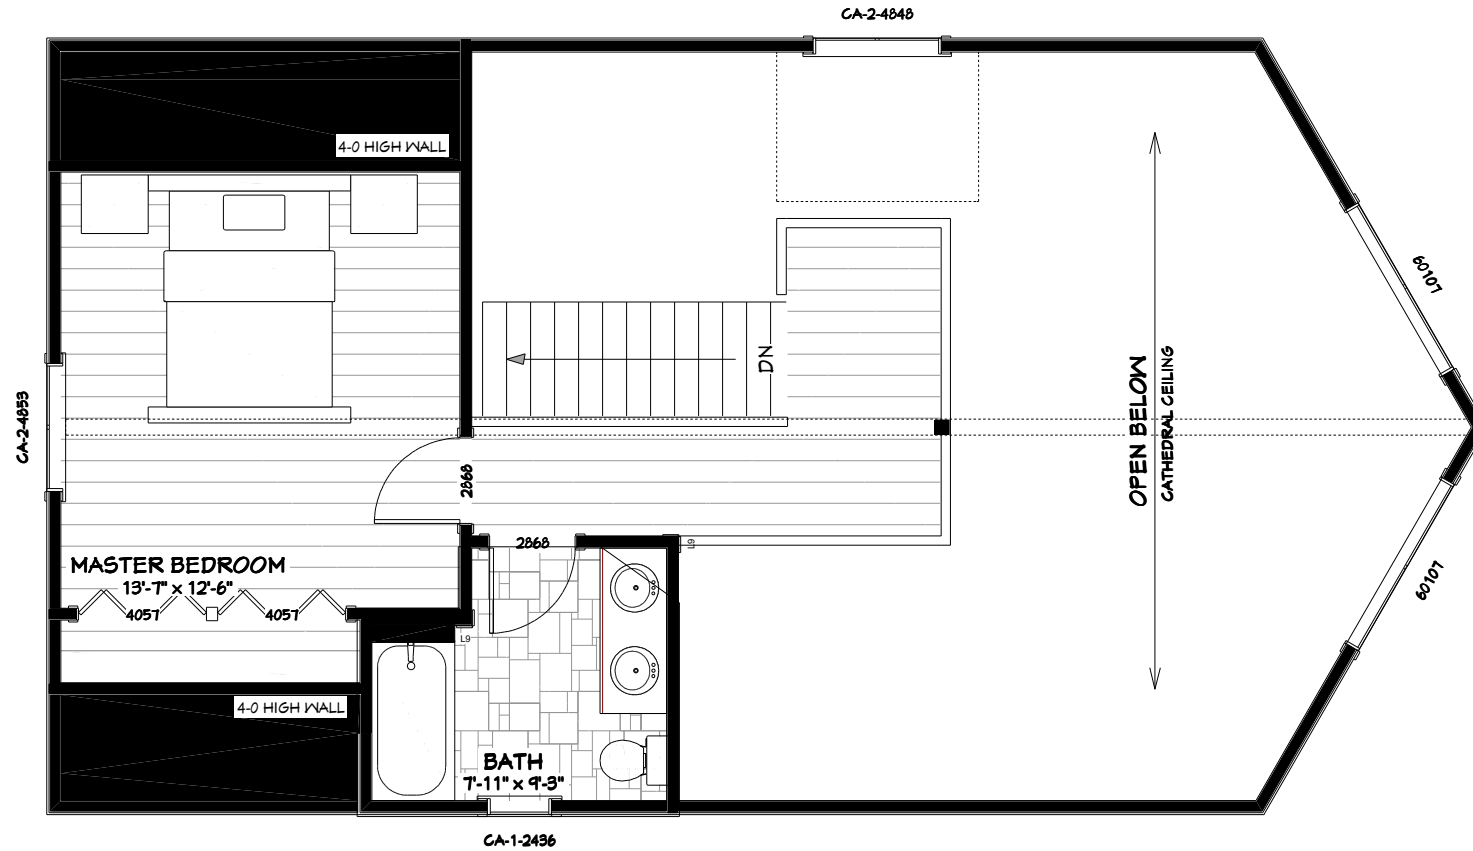 CA-2-4848
4-0 HIGH WALL
60107
DN
OPEN BELOW
CATHEDRAL CEILING
CA-2-4853
2868
2868
L9
MASTER BEDROOM
13'-7" x 12'-6"
4057
4057
L9
60107
4-0 HIGH WALL
BATH
7'-11" x 9'-3"
CA-1-2436